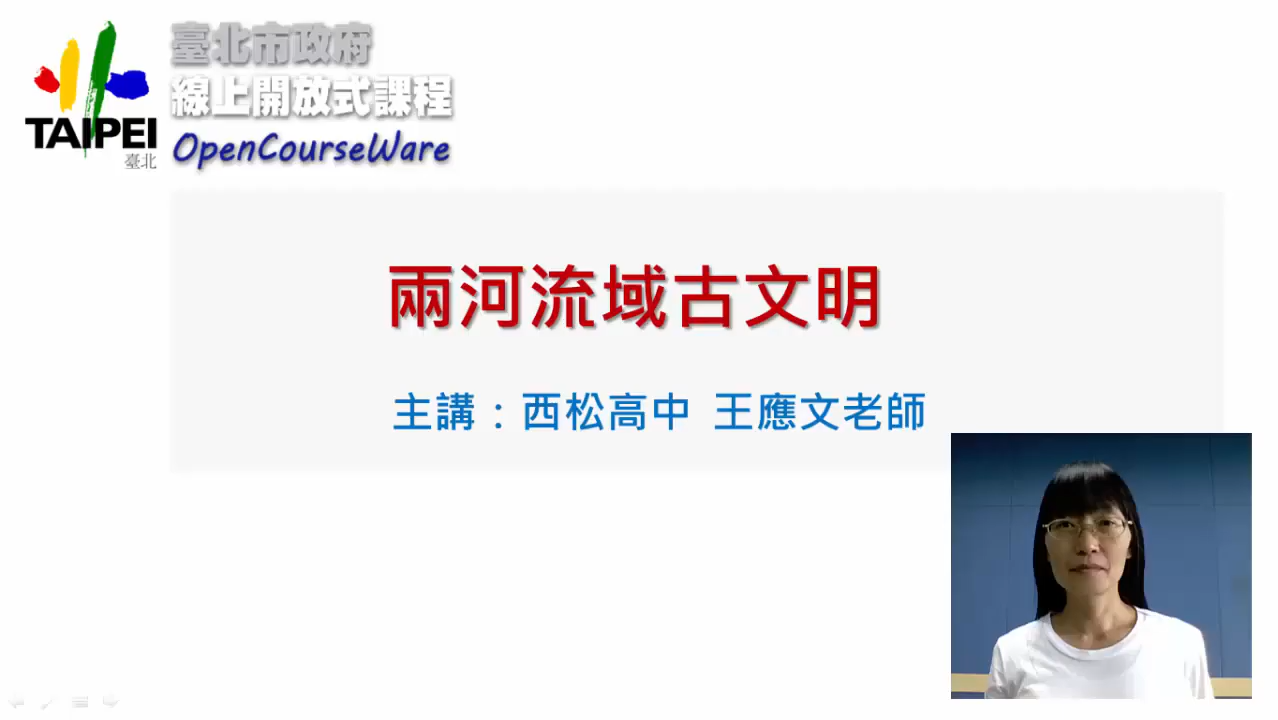 臺北市政府
線上開放式課程
OpenCourseWare
TAIPEI
臺北
兩河流域古文明
主講：西松高中 王應文老師